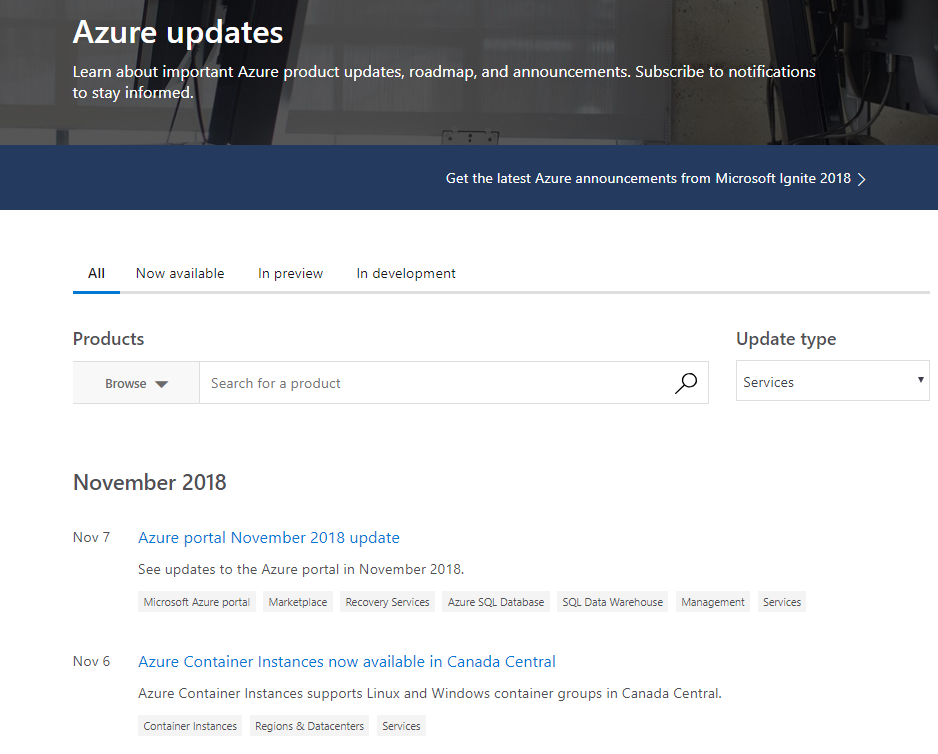 Azure updates
Learn about important Azure product updates, roadmap, and announcements. Subscribe to notifications
to stay informed.
Get the latest Azure announcements from Microsoft Ignite 2018
All Now available In preview In development
Products
Update type
Browse Search for a product
Services
November 2018
Nov 7 Azure portal November 2018 update
See updates to the Azure portal in November 2018.
Microsoft Azure portal Marketplace Recovery Services Azure SQL Database SQL Data Warehouse Management Services
Nov 6 Azure Container Instances now available in Canada Central
Azure Container Instances supports Linux and Windows container groups in Canada Central.
Container Instances Regions & Datacenters Services